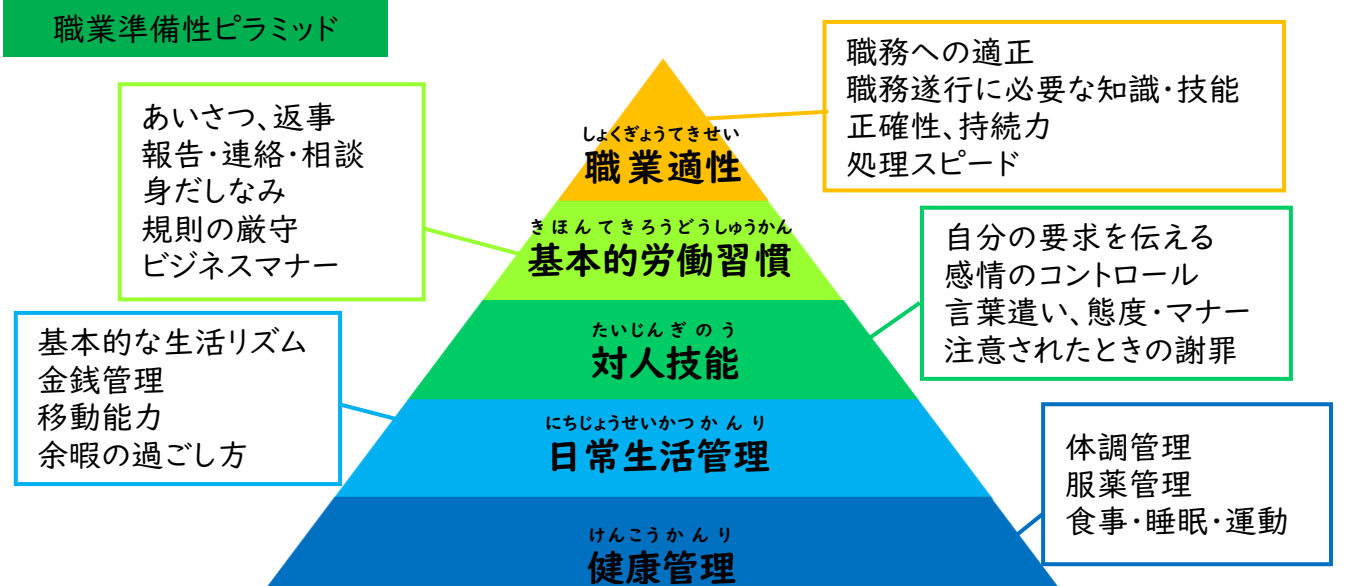 職業準備性ピラミッド
職務への適正
職務遂行に必要な知識・技能
正確性、持続力
処理スピード
しょくぎょうてきせい
職業適性
あいさつ、返事
報告・連絡・相談
身だしなみ
規則の厳守
ビジネスマナー
きほんてきろうどうしゅうかん
基本的労働習慣
自分の要求を伝える
感情のコントロール
言葉遣い、態度・マナー
注意されたときの謝罪
たいじんぎのう
対人技能
基本的な生活リズム
金銭管理
移動能力
余暇の過ごし方
にちじょうせいかつかんり
日常生活管理
体調管理
服薬管理
食事・睡眠・運動
けんこうかんり
健康管理